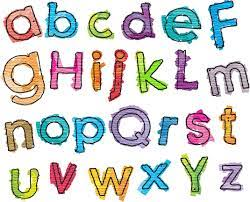 abcdeF
gHijKLm
nopQrst
uvwxyz